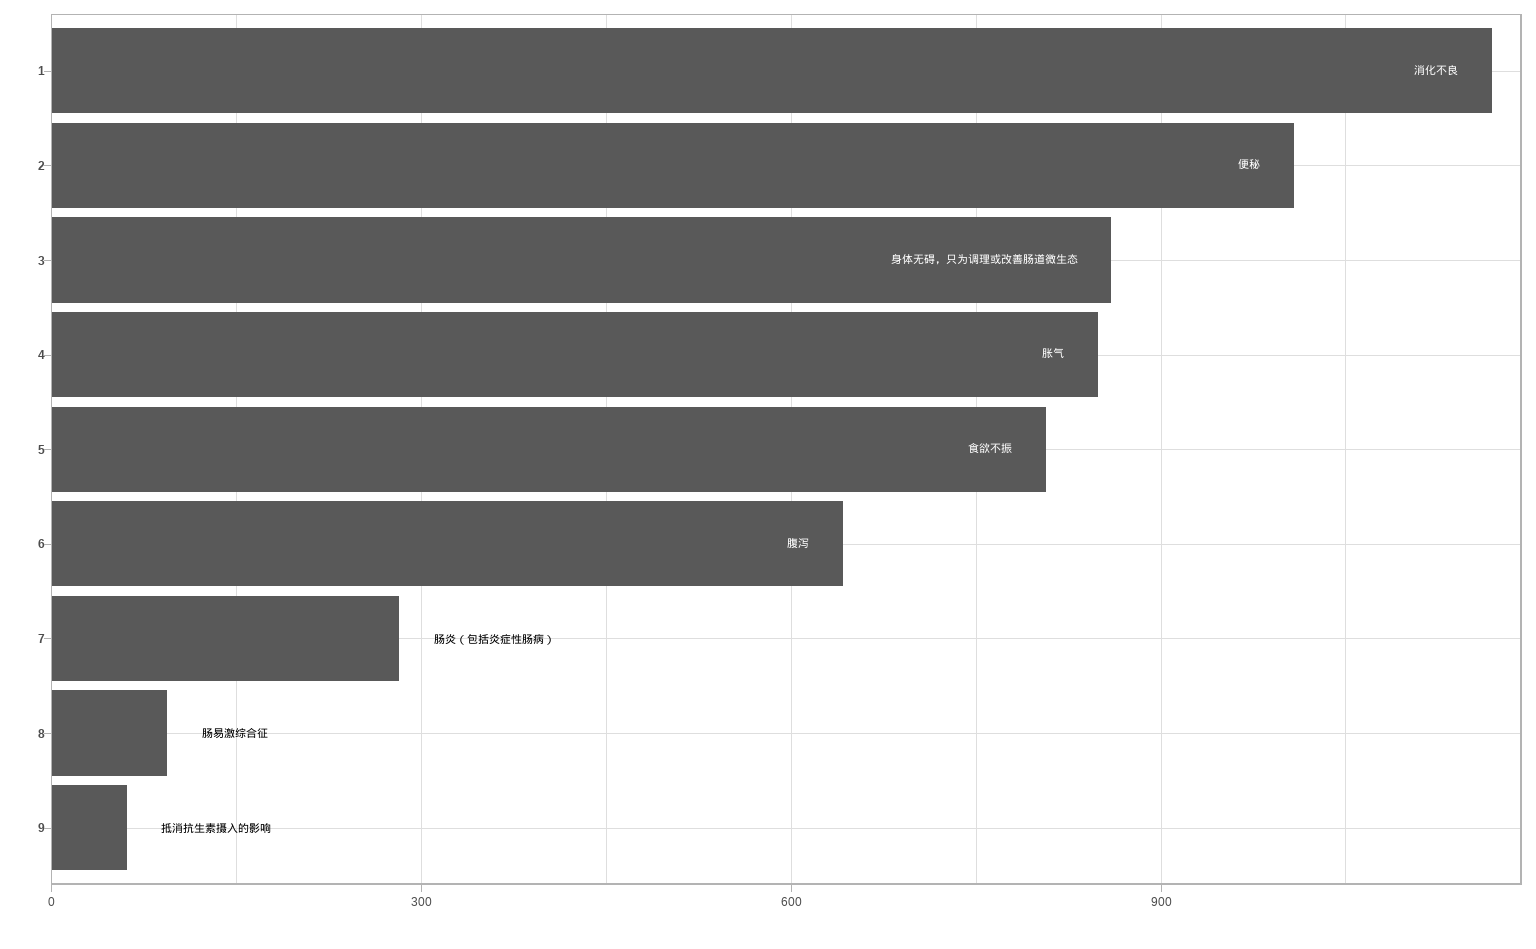 1 消化不良
2 便秘
3 身体无碍，只为调理或改善肠道微生态
4 胀气
5 食欲不振
6 腹泻
7 肠炎（包括炎症性肠病）
8 肠易激综合征
9 抵消抗生素摄入的影响
0 300 600 900